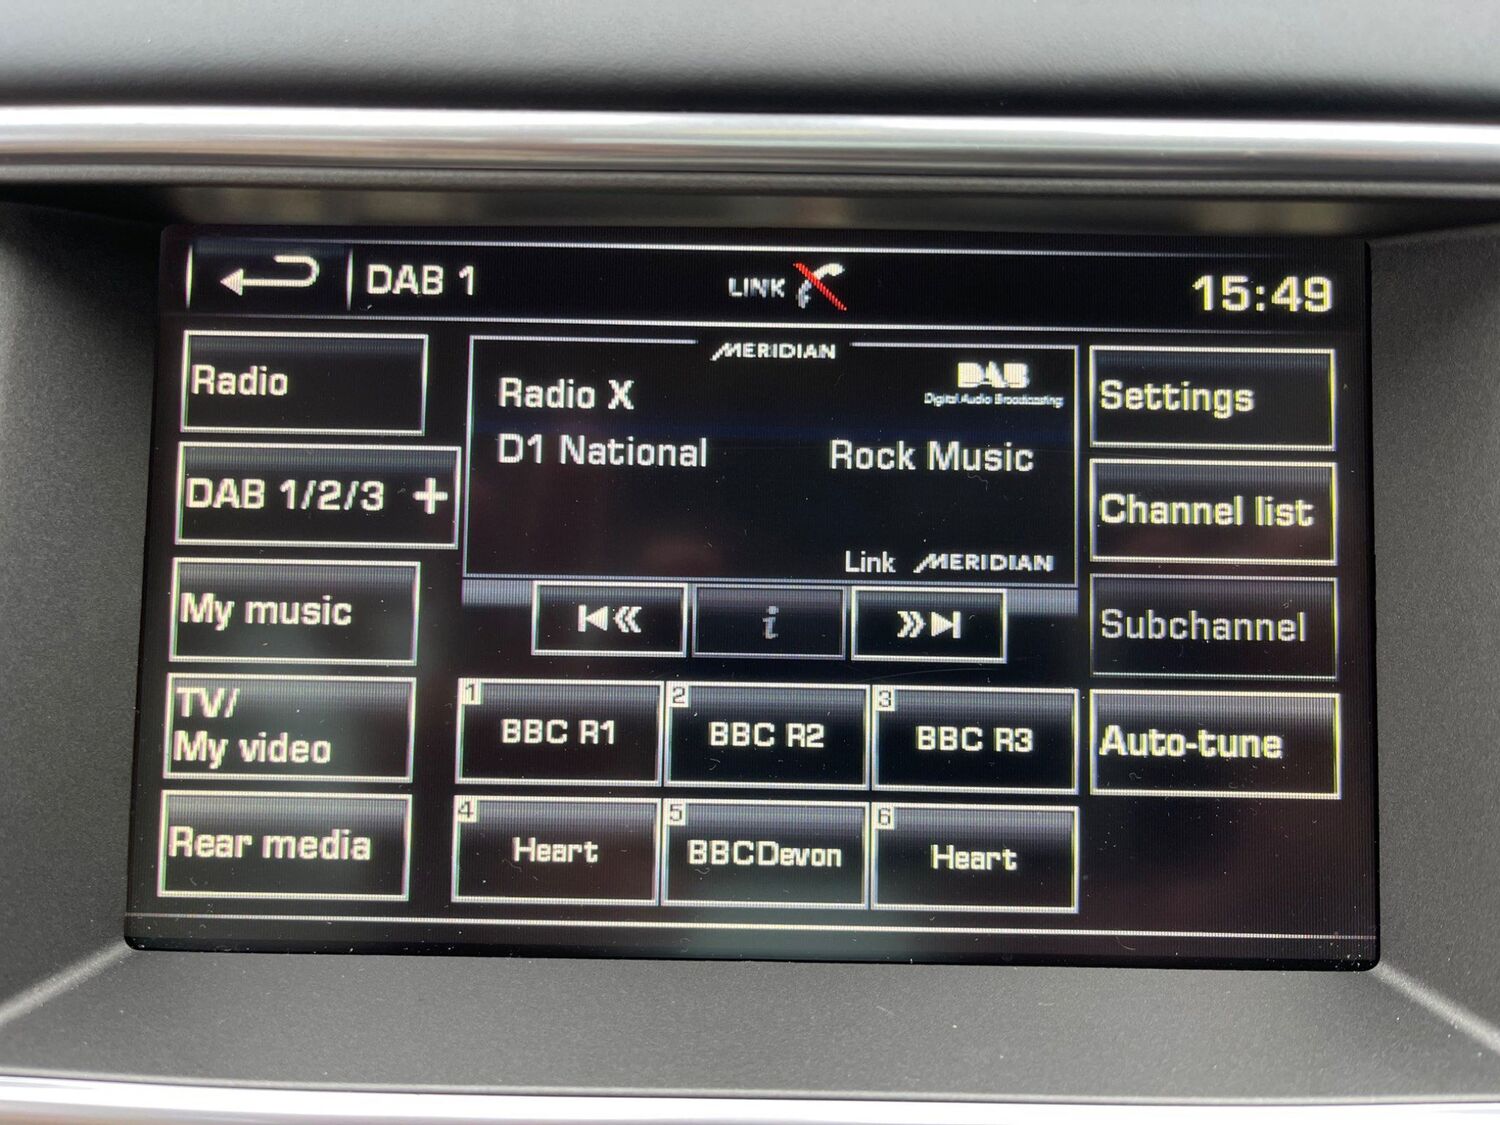 DAB 1
LINK
15:49
Radio
DAB 1/2/3 +
My music
TV/
My video
Rear media
MERIDIAN
Radio X
DAB
Digital Audio Broadcasting
D1 National
Rock Music
Link MERIDIAN
i
1
BBC R1
2
BBC R2
3
BBC R3
4
Heart
5
BBCDevon
6
Heart
Settings
Channel list
Subchannel
Auto-tune